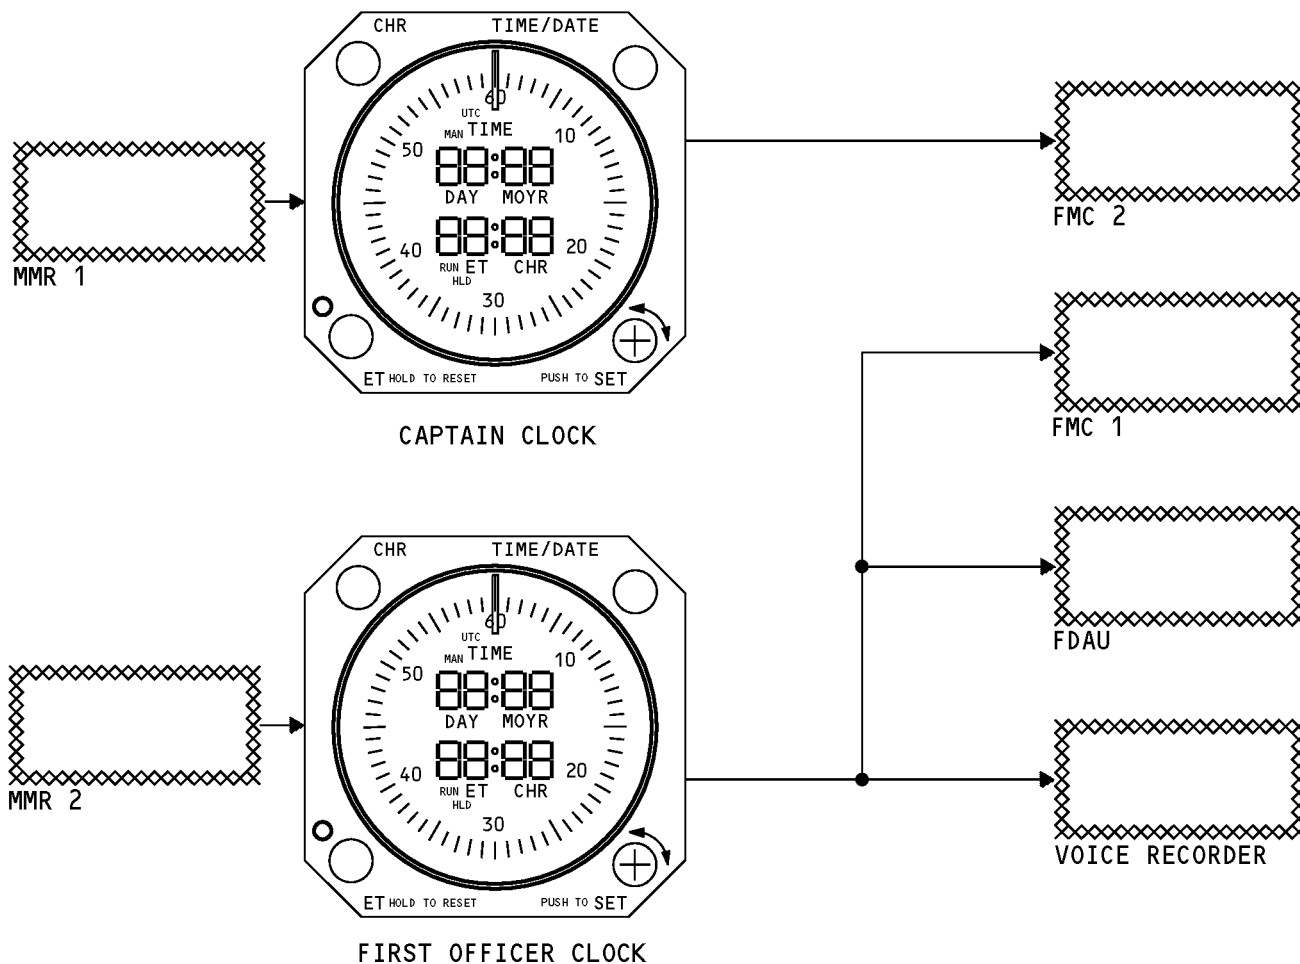 CHR TIME/DATE
60
UTC
MAN TIME
50 10
88:88
DAY MOYR
88:88
40 20
RUN ET CHR
HLD
30
ET HOLD TO RESET PUSH TO SET
CAPTAIN CLOCK
MMR 1
FMC 2
FMC 1
CHR TIME/DATE
60
UTC
MAN TIME
50 10
88:88
DAY MOYR
88:88
40 20
RUN ET CHR
HLD
30
ET HOLD TO RESET PUSH TO SET
FIRST OFFICER CLOCK
MMR 2
FDAU
VOICE RECORDER